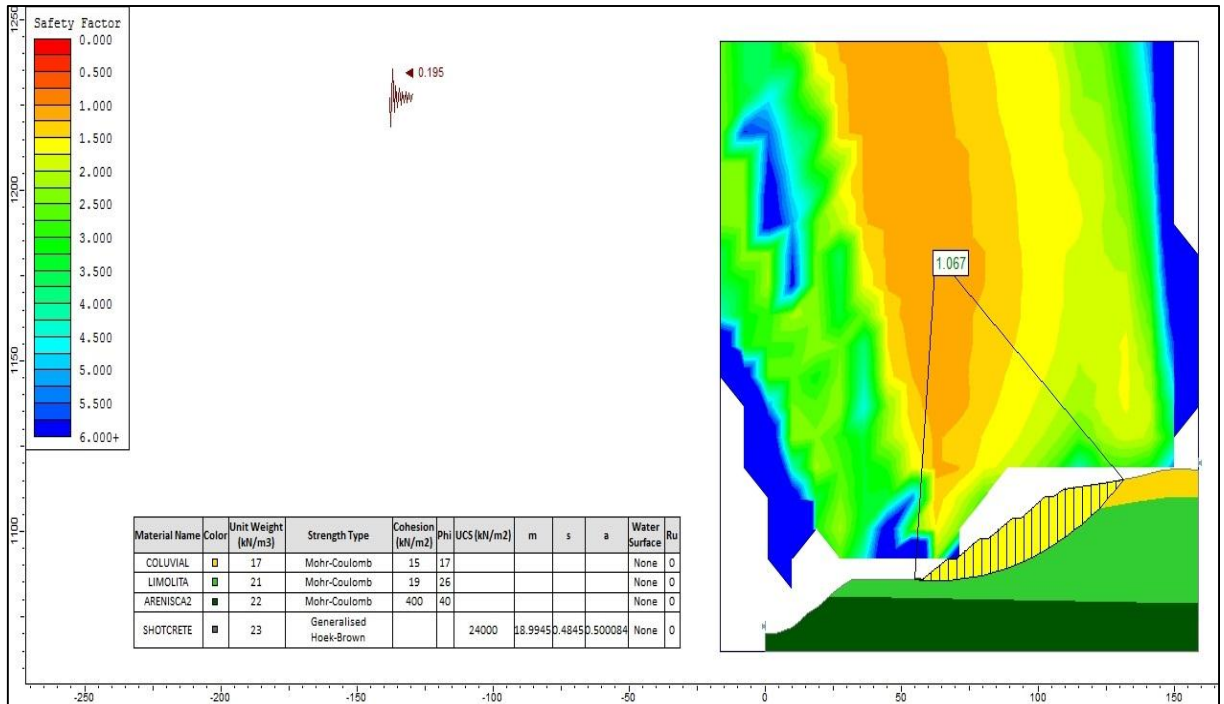 Safety Factor
0.000
0.500
1.000
1.500
2.000
2.500
3.000
3.500
4.000
4.500
5.000
5.500
6.000+
0.195
1.067
Material Name Color Unit Weight (kN/m3) Strength Type Cohesion (kN/m2) Phi UCS (kN/m2) m s a Water Surface Ru
COLUVIAL 17 Mohr-Coulomb 15 17 None 0
LIMOLITA 21 Mohr-Coulomb 19 26 None 0
ARENISCA2 22 Mohr-Coulomb 400 40 None 0
SHOTCRETE 23 Generalised Hoek-Brown 24000 18.9945 0.4845 0.500084 None 0
1250
1200
1150
1100
-250 -200 -150 -100 -50 0 50 100 150